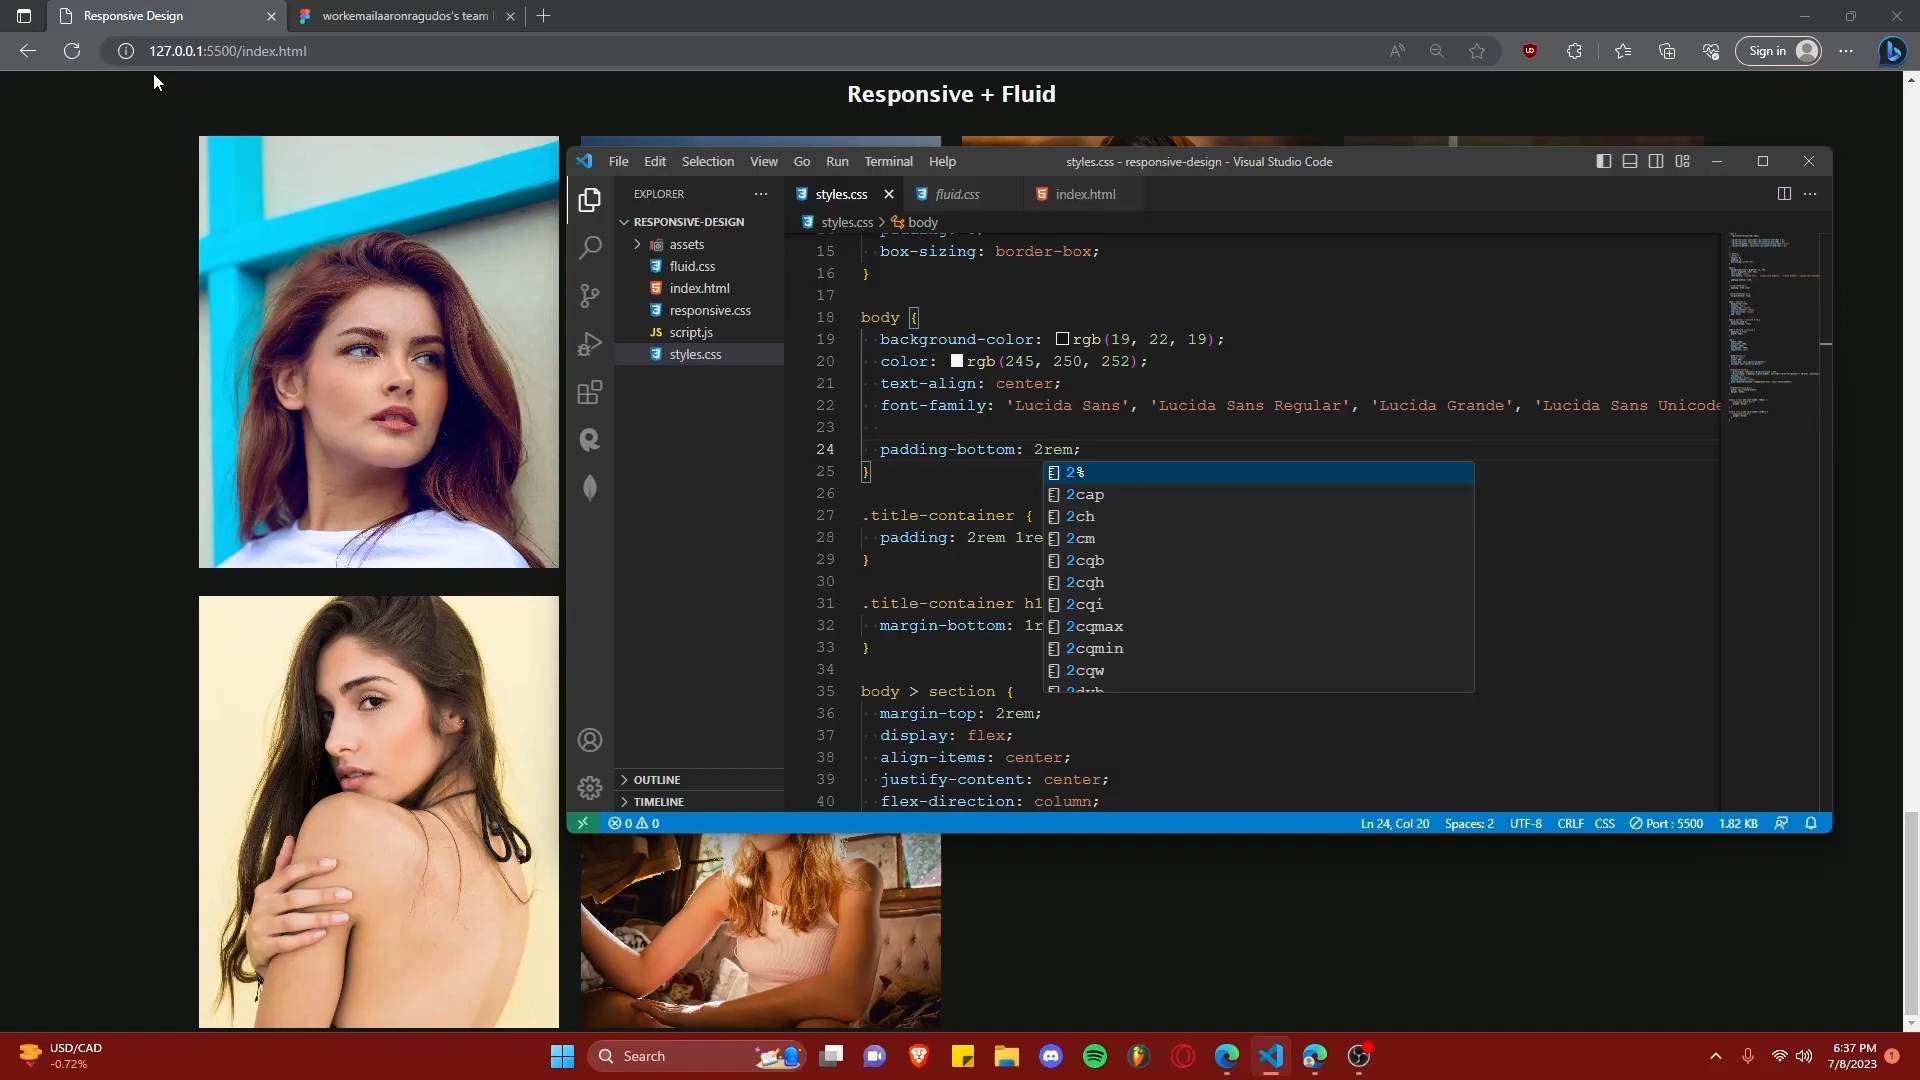 Responsive Design
workemailaaronragudos's team
127.0.0.1:5500/index.html
Sign in
Responsive + Fluid
File Edit Selection View Go Run Terminal Help
styles.css - responsive-design - Visual Studio Code
EXPLORER
styles.css
fluid.css
index.html
RESPONSIVE-DESIGN
styles.css > body
assets
fluid.css
index.html
responsive.css
JS script.js
styles.css
OUTLINE
TIMELINE
15 box-sizing: border-box;
16 }
17
18 body {
19 background-color: rgb(19, 22, 19);
20 color: rgb(245, 250, 252);
21 text-align: center;
22 font-family: 'Lucida Sans', 'Lucida Sans Regular', 'Lucida Grande', 'Lucida Sans Unicode
23
24 padding-bottom: 2rem;
25 }
26
27 .title-container {
28 padding: 2rem 1re
29 }
30
31 .title-container h1
32 margin-bottom: 1r
33 }
34
35 body > section {
36 margin-top: 2rem;
37 display: flex;
38 align-items: center;
39 justify-content: center;
40 flex-direction: column;
2%
2cap
2ch
2cm
2cqb
2cqh
2cqi
2cqmax
2cqmin
2cqw
0 0
Ln 24, Col 20 Spaces: 2 UTF-8 CRLF CSS Port : 5500 1.82 KB
USD/CAD
-0.72%
Search
6:37 PM
7/8/2023
1